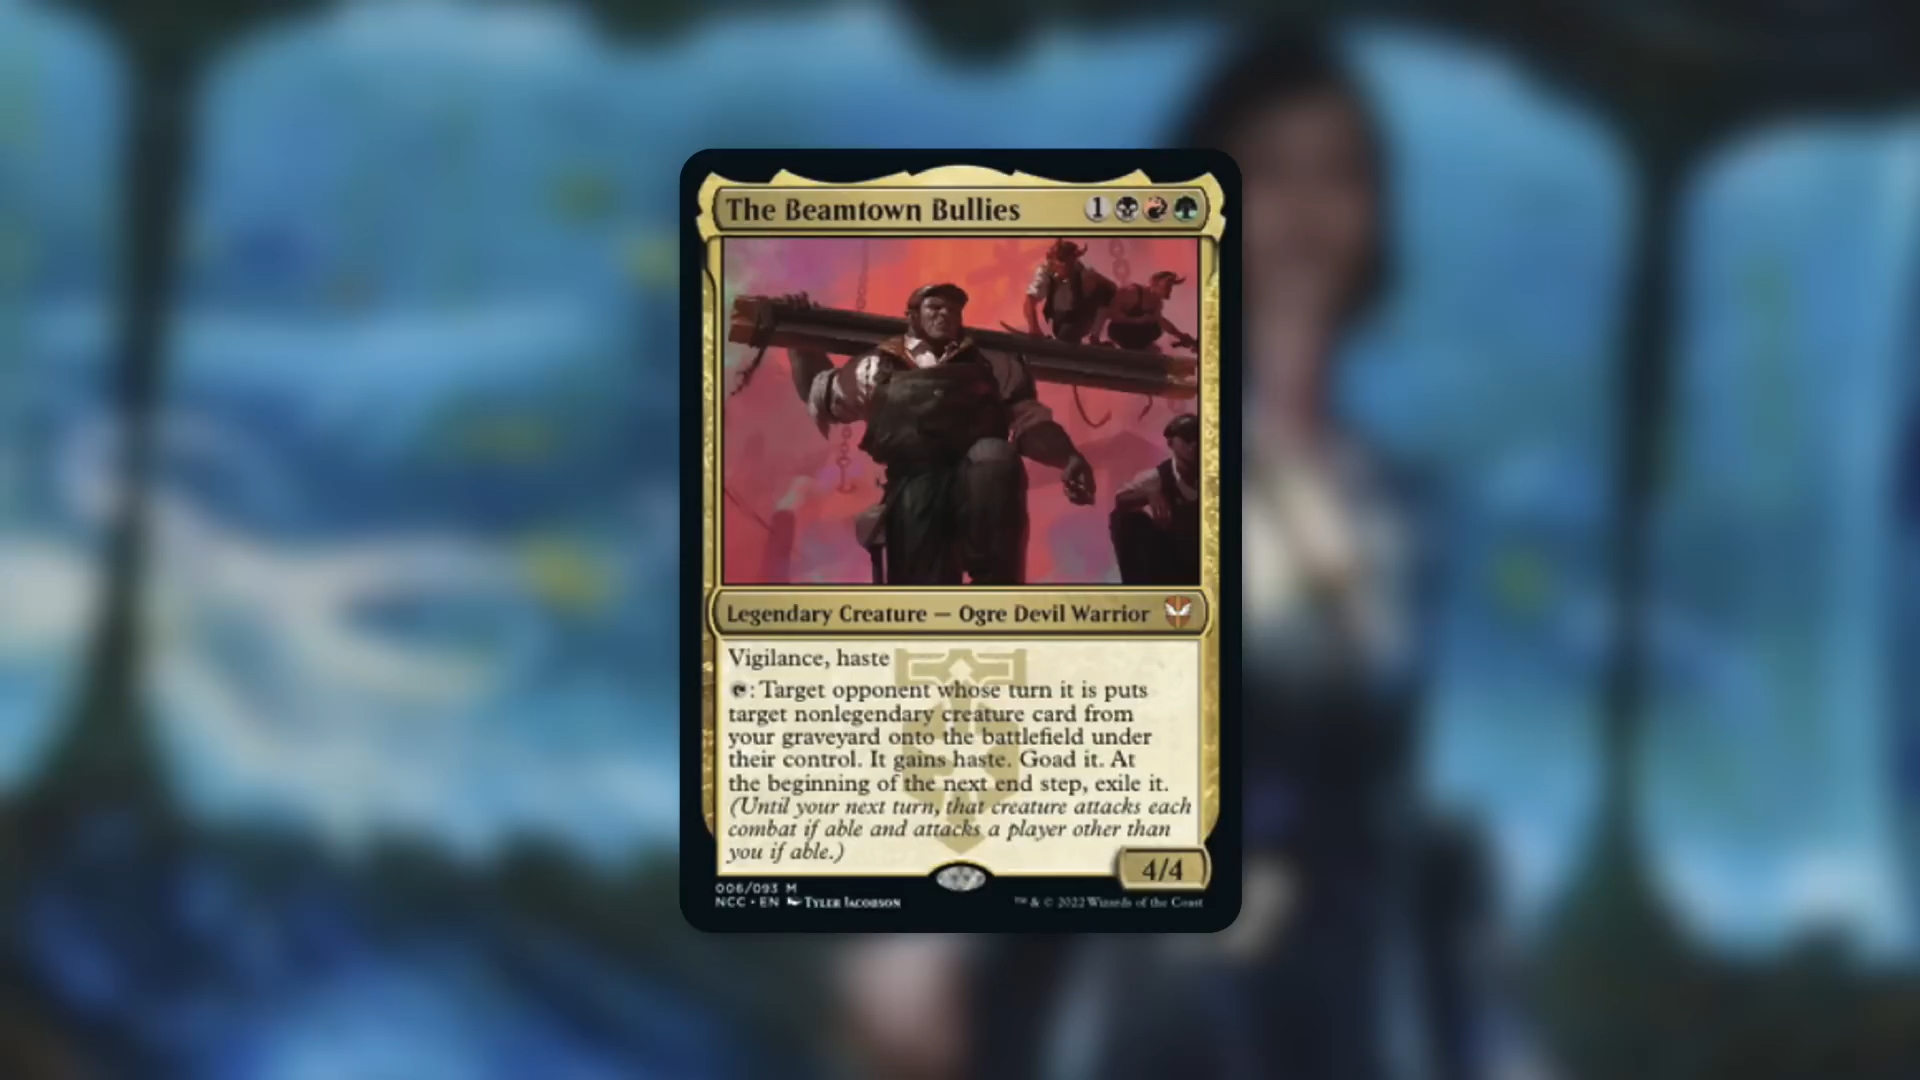 The Beamtown Bullies 1
Legendary Creature — Ogre Devil Warrior
Vigilance, haste
: Target opponent whose turn it is puts
target nonlegendary creature card from
your graveyard onto the battlefield under
their control. It gains haste. Goad it. At
the beginning of the next end step, exile it.
(Until your next turn, that creature attacks each
combat if able and attacks a player other than
you if able.)
4/4
006/093 M
NCC • EN Tyler Jacobson
™ & © 2022 Wizards of the Coast